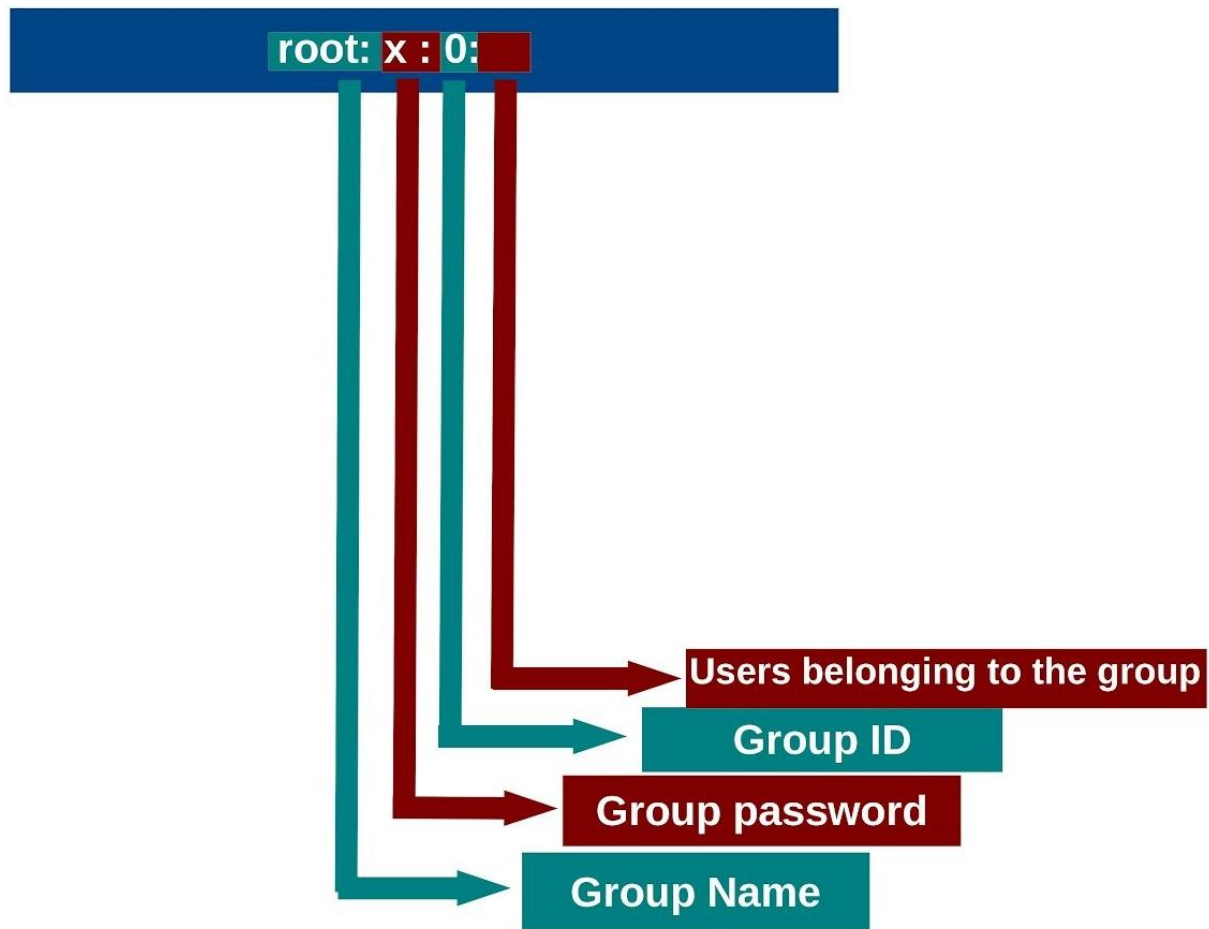 root: x : 0:
Users belonging to the group
Group ID
Group password
Group Name